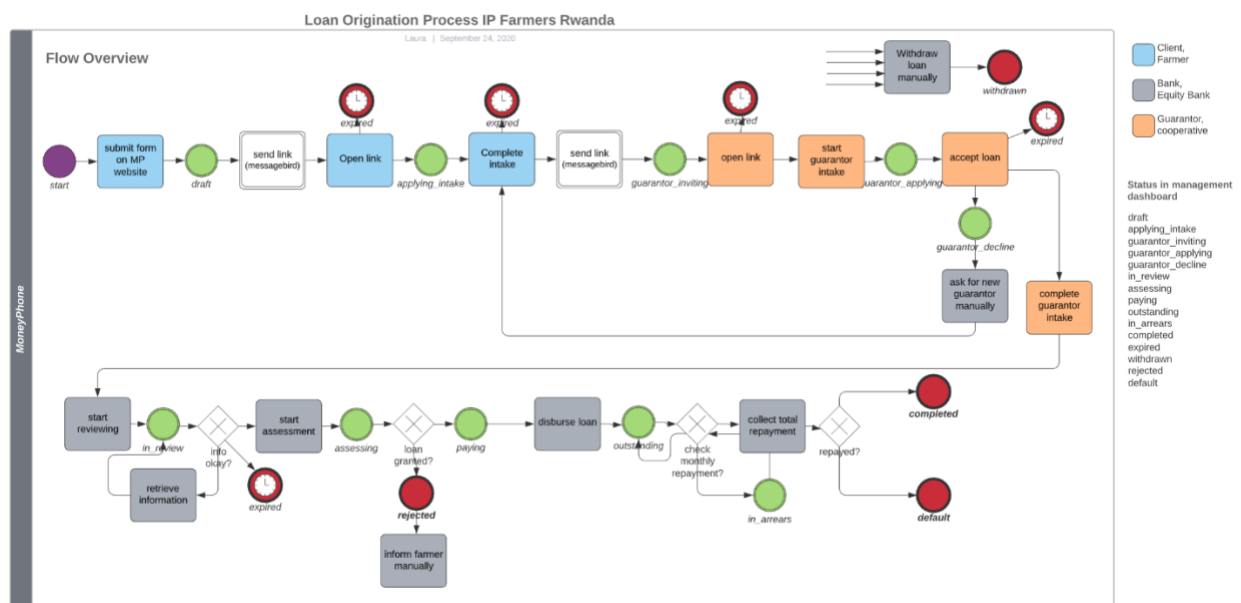 Loan Origination Process IP Farmers Rwanda
Laura | September 24, 2020
Flow Overview
MoneyPhone
Withdraw
loan
manually
withdrawn
Client,
Farmer
Bank,
Equity Bank
Guarantor,
cooperative
start
submit form
on MP
website
draft
send link
(messagebird)
expired
Open link
applying_intake
expired
Complete
intake
send link
(messagebird)
guarantor_inviting
expired
open link
start
guarantor
intake
uarantor_applying
accept loan
expired
guarantor_decline
ask for new
guarantor
manually
complete
guarantor
intake
Status in management
dashboard
draft
applying_intake
guarantor_inviting
guarantor_applying
guarantor_decline
in_review
assessing
paying
outstanding
in_arrears
completed
expired
withdrawn
rejected
default
start
reviewing
in_review
retrieve
information
info
okay?
expired
start
assessment
assessing
loan
granted?
rejected
inform farmer
manually
paying
disburse loan
outstanding
check
monthly
repayment?
collect total
repayment
in_arrears
repayed?
completed
default